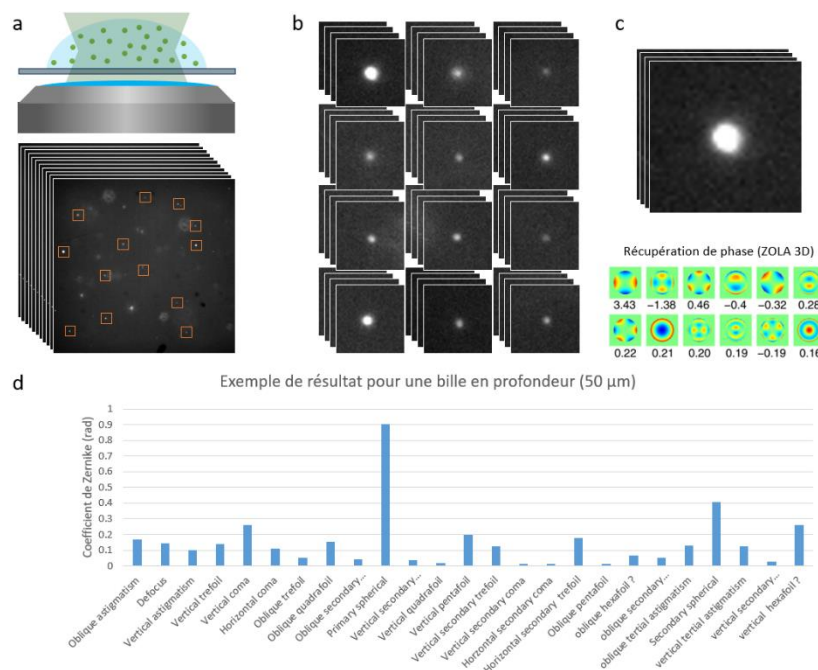 a
b
c
Récupération de phase (ZOLA 3D)
3.43 −1.38 0.46 −0.4 −0.32 0.28
0.22 0.21 0.20 0.19 −0.19 0.16
d
Exemple de résultat pour une bille en profondeur (50 µm)
Coefficient de Zernike (rad)
1
0.9
0.8
0.7
0.6
0.5
0.4
0.3
0.2
0.1
0
Oblique astigmatism
Defocus
Vertical astigmatism
Vertical trefoil
Vertical coma
Horizontal coma
Oblique trefoil
Oblique quadrafoil
Oblique secondary...
Primary spherical
Vertical secondary...
Vertical quadrafoil
Vertical pentafoil
Vertical secondary trefoil
Vertical secondary coma
Horzontal secondary coma
Horizontal secondary trefoil
Oblique pentafoil
oblique hexafoil ?
oblique secondary...
oblique tertial astigmatism
Secondary spherical
vertical tertial astigmatism
vertical secondary...
vertical hexafoil ?